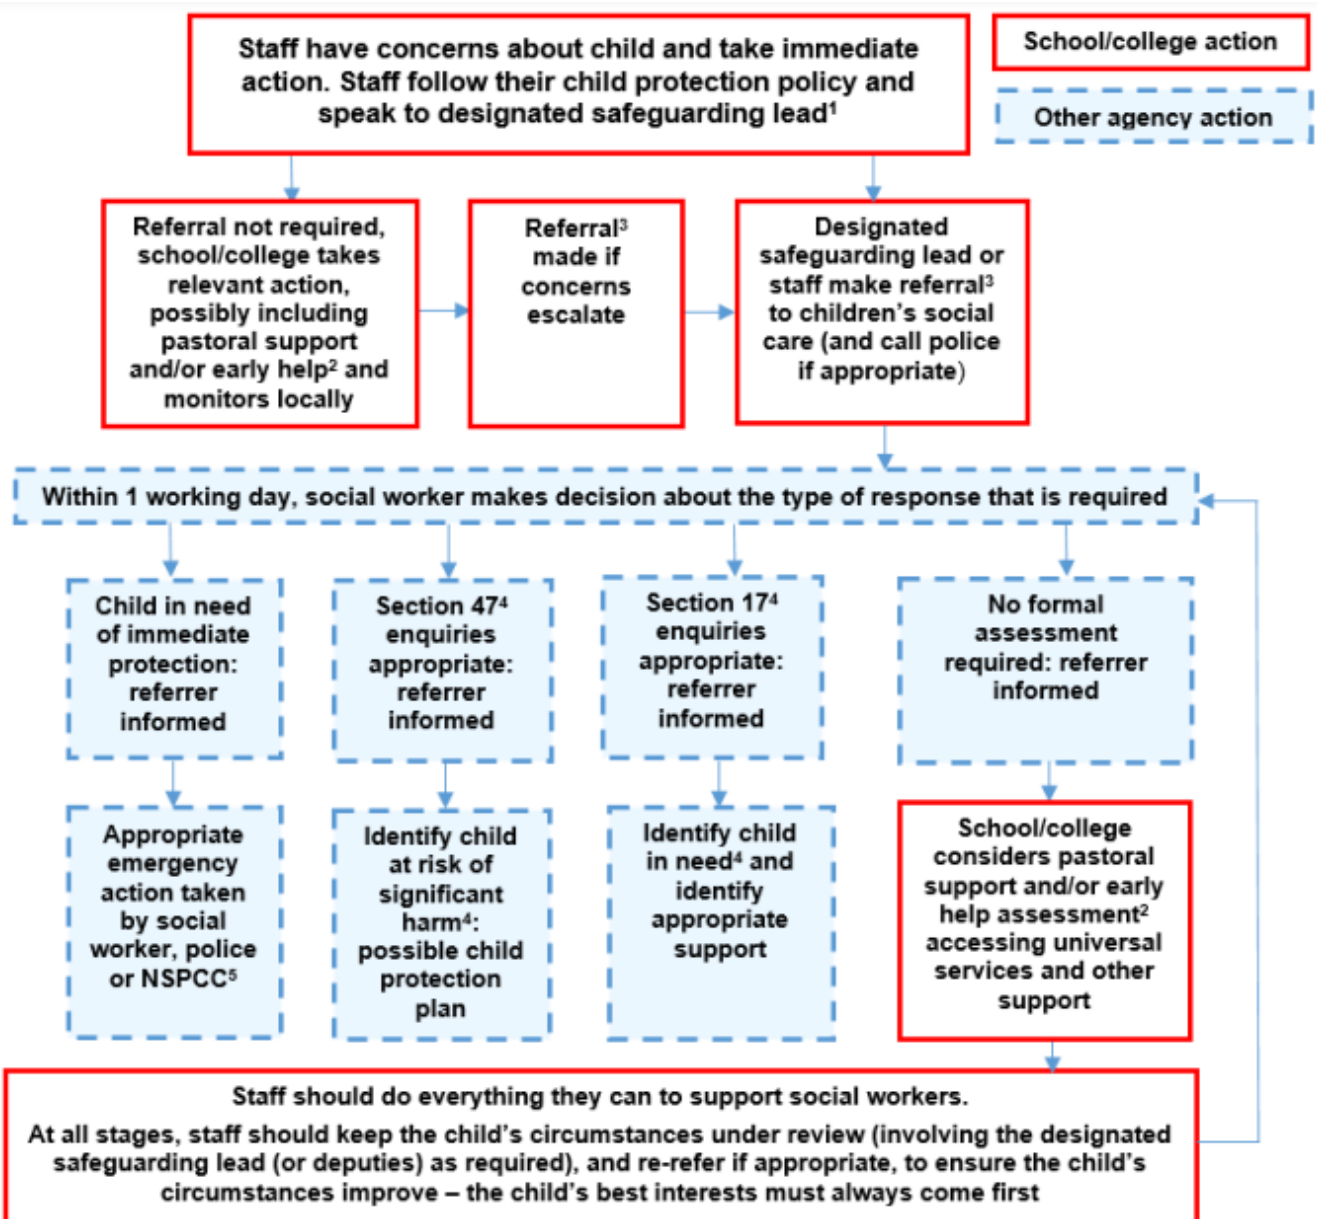 Staff have concerns about child and take immediate
action. Staff follow their child protection policy and
speak to designated safeguarding lead¹
School/college action
Other agency action
Referral not required,
school/college takes
relevant action,
possibly including
pastoral support
and/or early help² and
monitors locally
Referral³
made if
concerns
escalate
Designated
safeguarding lead or
staff make referral³
to children’s social
care (and call police
if appropriate)
Within 1 working day, social worker makes decision about the type of response that is required
Child in need
of immediate
protection:
referrer
informed
Section 47⁴
enquiries
appropriate:
referrer
informed
Section 17⁴
enquiries
appropriate:
referrer
informed
No formal
assessment
required: referrer
informed
Appropriate
emergency
action taken
by social
worker, police
or NSPCC⁵
Identify child
at risk of
significant
harm⁴:
possible child
protection
plan
Identify child
in need⁴ and
identify
appropriate
support
School/college
considers pastoral
support and/or early
help assessment²
accessing universal
services and other
support
Staff should do everything they can to support social workers.
At all stages, staff should keep the child’s circumstances under review (involving the designated
safeguarding lead (or deputies) as required), and re-refer if appropriate, to ensure the child’s
circumstances improve – the child’s best interests must always come first